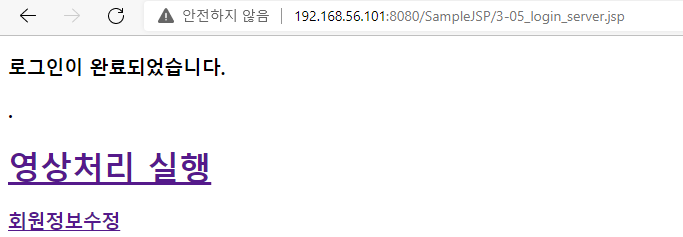 안전하지 않음 192.168.56.101:8080/SampleJSP/3-05_login_server.jsp
로그인이 완료되었습니다.
.
영상처리 실행
회원정보수정